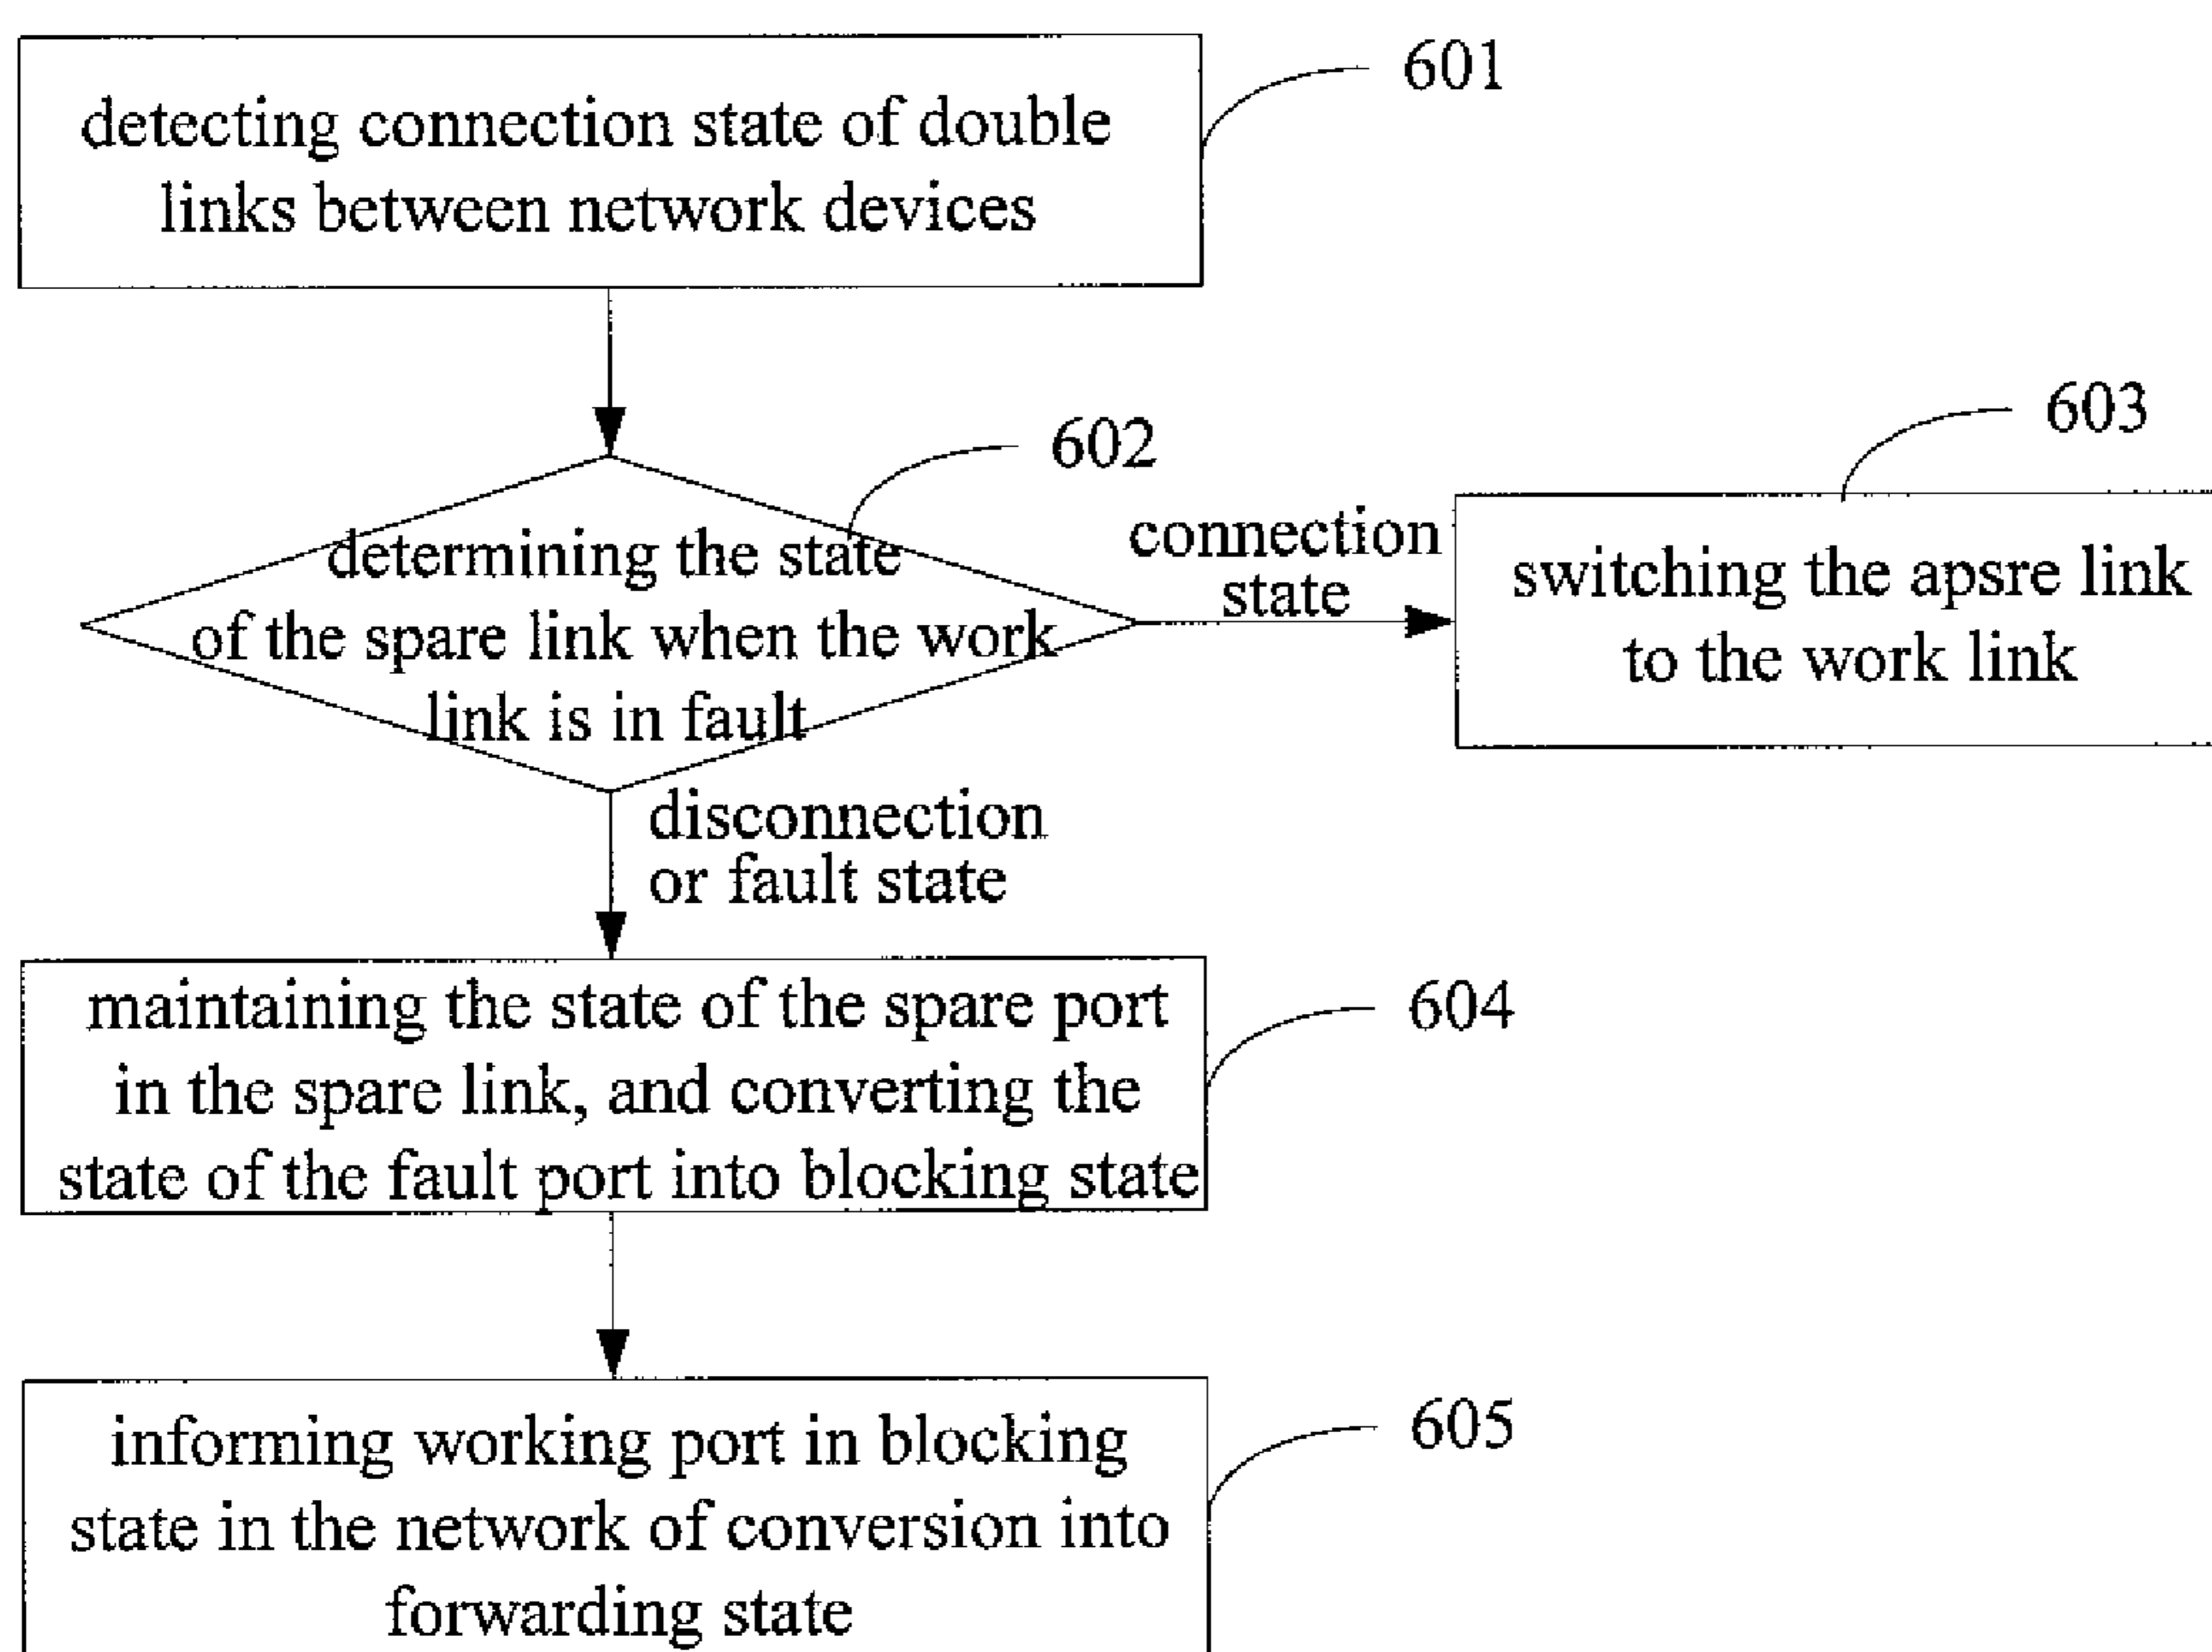 detecting connection state of double
links between network devices
601
602
determining the state
of the spare link when the work
link is in fault
connection
state
603
switching the apsre link
to the work link
disconnection
or fault state
maintaining the state of the spare port
in the spare link, and converting the
state of the fault port into blocking state
604
informing working port in blocking
state in the network of conversion into
forwarding state
605